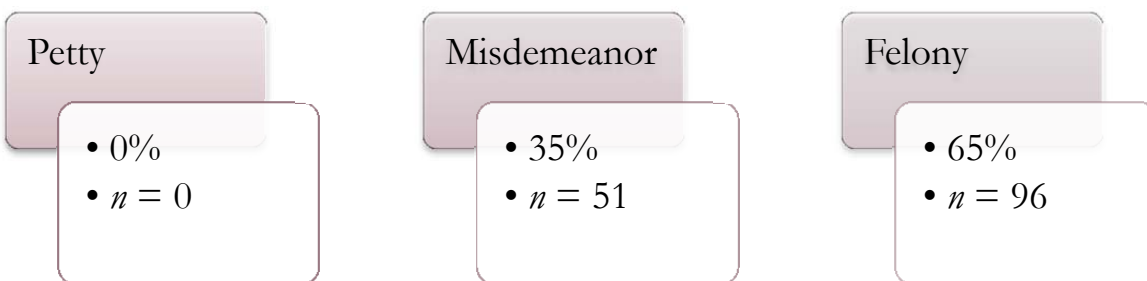 Petty
• 0%
• n = 0
Misdemeanor
• 35%
• n = 51
Felony
• 65%
• n = 96